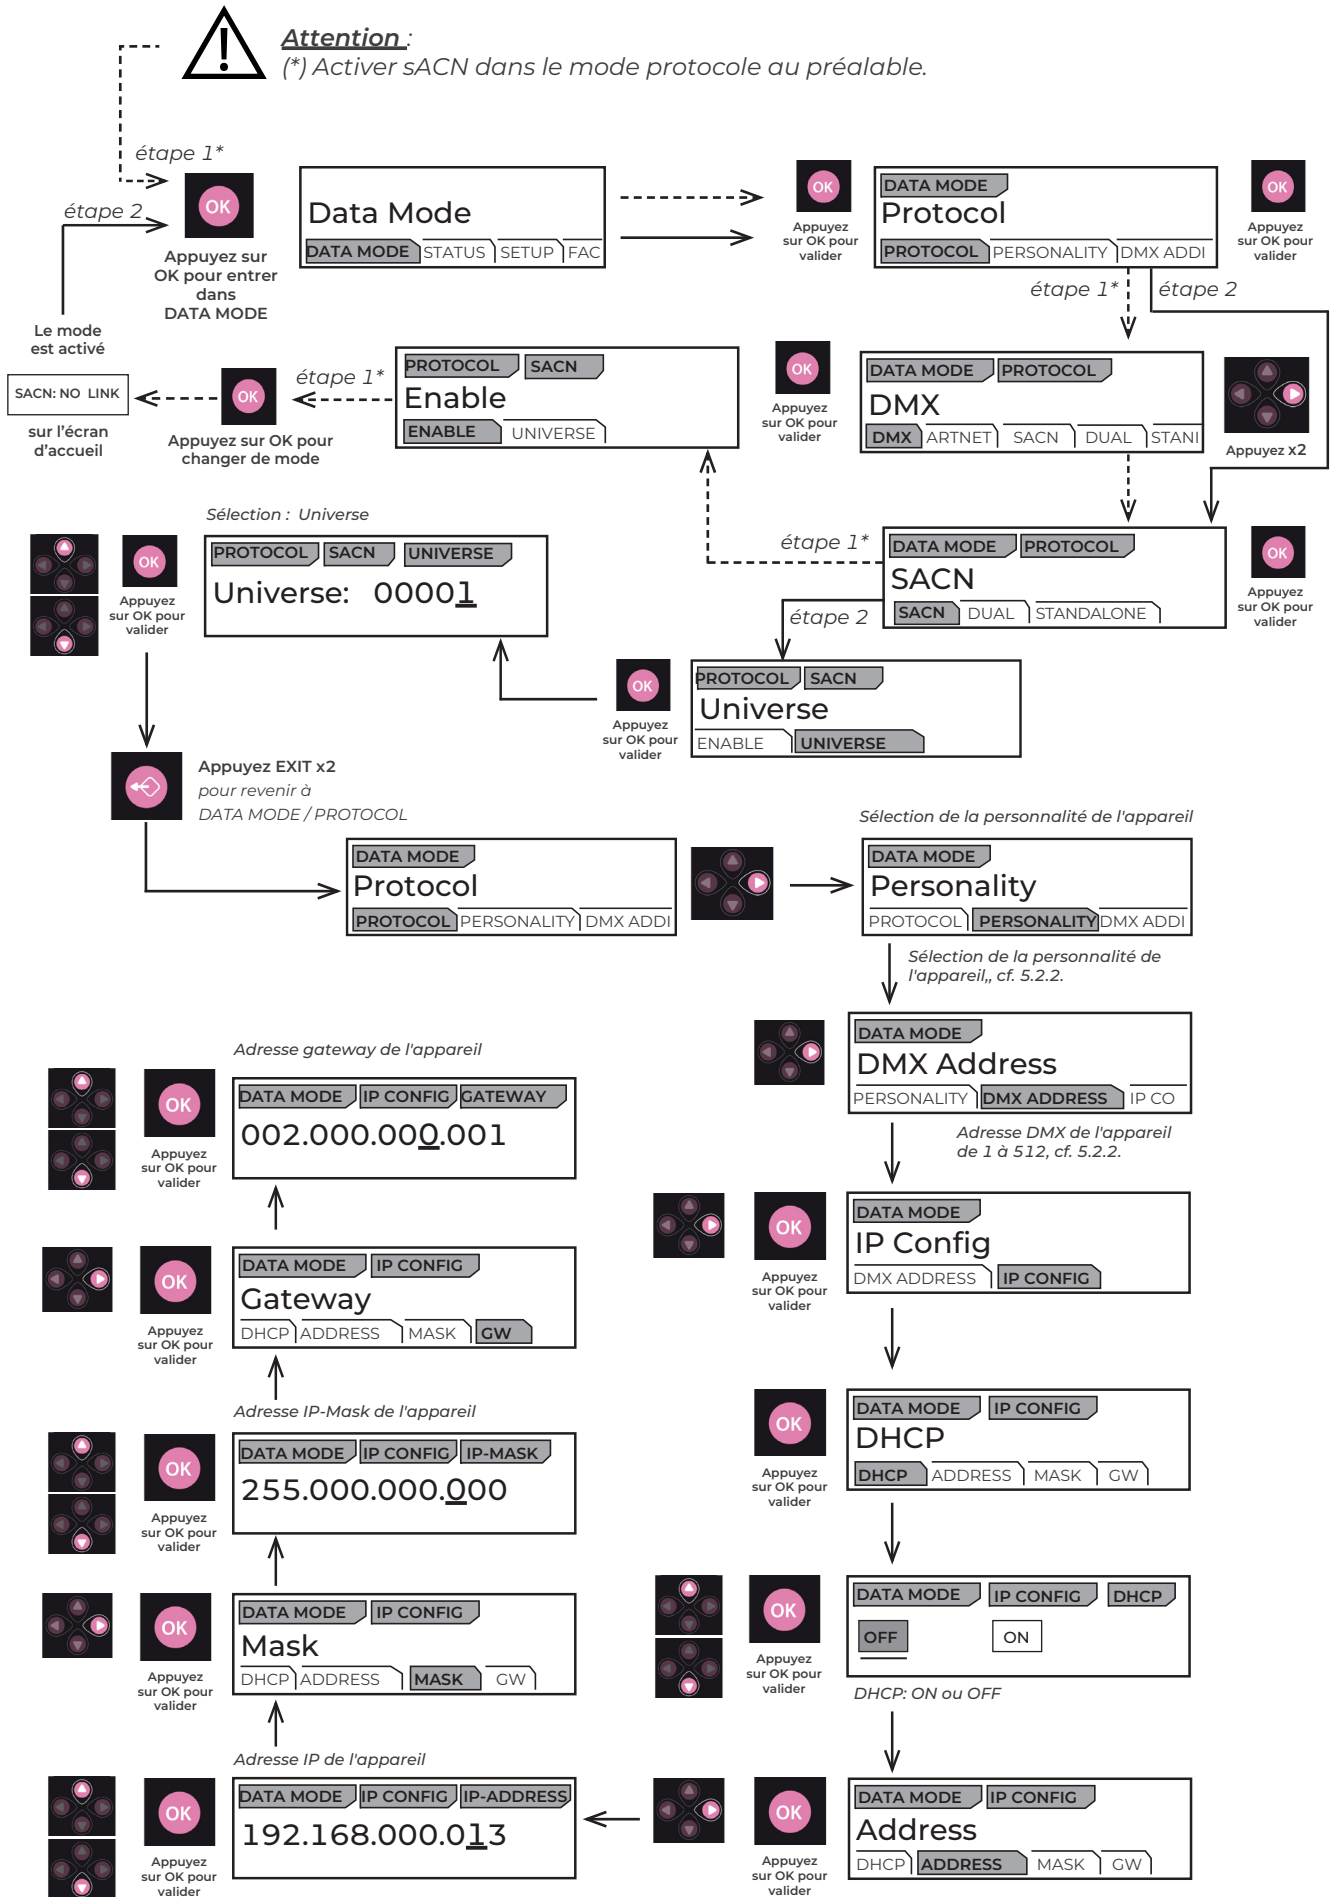 Attention :
(*) Activer sACN dans le mode protocole au préalable.
étape 1*
étape 2
OK
Appuyez sur
OK pour entrer
dans
DATA MODE
Data Mode
DATA MODE STATUS SETUP FAC
OK
Appuyez
sur OK pour
valider
DATA MODE
Protocol
PROTOCOL PERSONALITY DMX ADDI
OK
Appuyez
sur OK pour
valider
étape 1*
étape 2
Le mode
est activé
SACN: NO LINK
sur l'écran
d'accueil
OK
Appuyez sur OK pour
changer de mode
étape 1*
PROTOCOL SACN
Enable
ENABLE UNIVERSE
OK
Appuyez
sur OK pour
valider
DATA MODE PROTOCOL
DMX
DMX ARTNET SACN DUAL STANI
Appuyez x2
étape 1*
DATA MODE PROTOCOL
SACN
SACN DUAL STANDALONE
OK
Appuyez
sur OK pour
valider
étape 2
Sélection : Universe
OK
Appuyez
sur OK pour
valider
PROTOCOL SACN UNIVERSE
Universe: 00001
OK
Appuyez
sur OK pour
valider
PROTOCOL SACN
Universe
ENABLE UNIVERSE
Appuyez EXIT x2
pour revenir à
DATA MODE / PROTOCOL
DATA MODE
Protocol
PROTOCOL PERSONALITY DMX ADDI
Sélection de la personnalité de l'appareil
DATA MODE
Personality
PROTOCOL PERSONALITY DMX ADDI
Sélection de la personnalité de
l'appareil,, cf. 5.2.2.
DATA MODE
DMX Address
PERSONALITY DMX ADDRESS IP CO
Adresse DMX de l'appareil
de 1 à 512, cf. 5.2.2.
OK
Appuyez
sur OK pour
valider
DATA MODE
IP Config
DMX ADDRESS IP CONFIG
OK
Appuyez
sur OK pour
valider
DATA MODE IP CONFIG
DHCP
DHCP ADDRESS MASK GW
OK
Appuyez
sur OK pour
valider
DATA MODE IP CONFIG DHCP
OFF ON
DHCP: ON ou OFF
OK
Appuyez
sur OK pour
valider
DATA MODE IP CONFIG
Address
DHCP ADDRESS MASK GW
Adresse IP de l'appareil
OK
Appuyez
sur OK pour
valider
DATA MODE IP CONFIG IP-ADDRESS
192.168.000.013
OK
Appuyez
sur OK pour
valider
DATA MODE IP CONFIG
Mask
DHCP ADDRESS MASK GW
Adresse IP-Mask de l'appareil
OK
Appuyez
sur OK pour
valider
DATA MODE IP CONFIG IP-MASK
255.000.000.000
OK
Appuyez
sur OK pour
valider
DATA MODE IP CONFIG
Gateway
DHCP ADDRESS MASK GW
Adresse gateway de l'appareil
OK
Appuyez
sur OK pour
valider
DATA MODE IP CONFIG GATEWAY
002.000.000.001